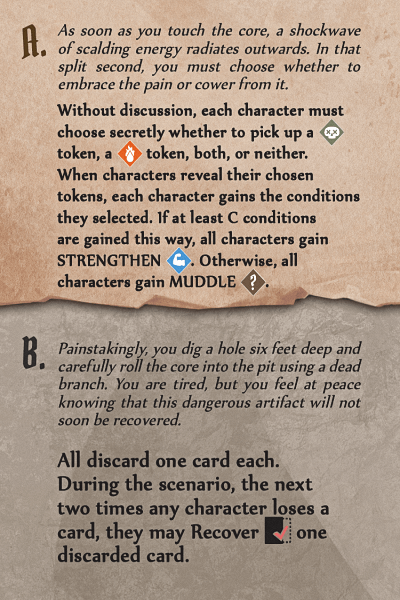 A. As soon as you touch the core, a shockwave
of scalding energy radiates outwards. In that
split second, you must choose whether to
embrace the pain or cower from it.
Without discussion, each character must
choose secretly whether to pick up a
token, a token, both, or neither.
When characters reveal their chosen
tokens, each character gains the conditions
they selected. If at least C conditions
are gained this way, all characters gain
STRENGTHEN . Otherwise, all
characters gain MUDDLE ? .
B. Painstakingly, you dig a hole six feet deep and
carefully roll the core into the pit using a dead
branch. You are tired, but you feel at peace
knowing that this dangerous artifact will not
soon be recovered.
All discard one card each.
During the scenario, the next
two times any character loses a
card, they may Recover one
discarded card.